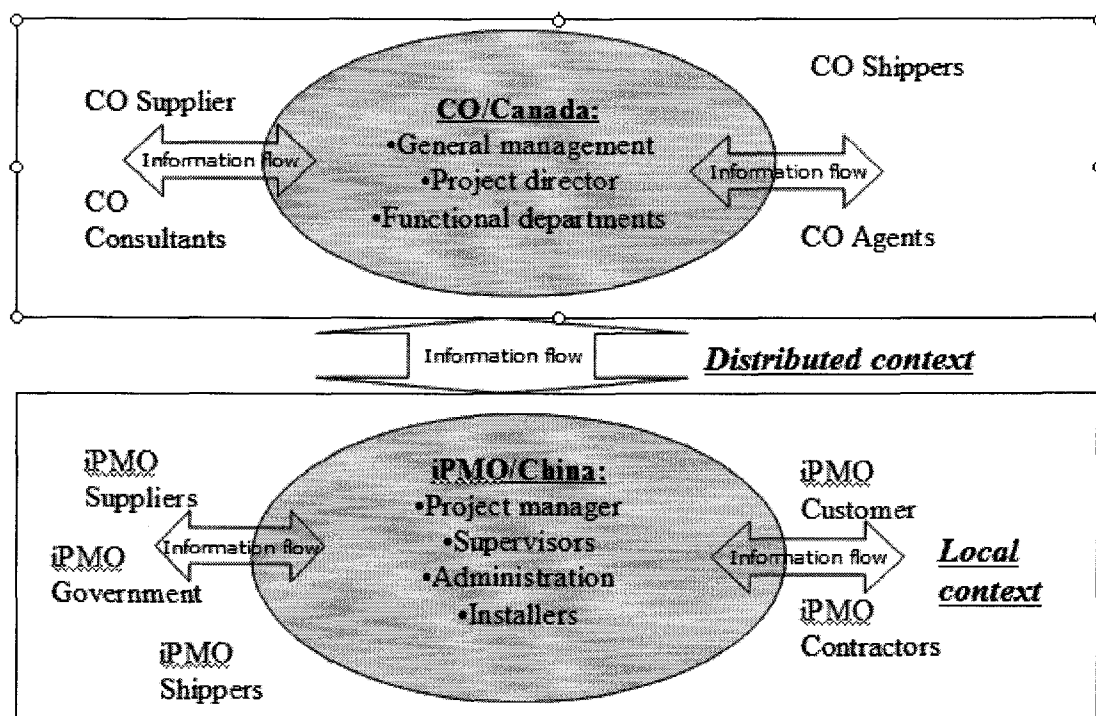 CO Shippers
CO Supplier
Information flow
CO
Consultants
CO/Canada:
•General management
•Project director
•Functional departments
Information flow
CO Agents
Information flow
Distributed context
iPMO
Suppliers
Information flow
iPMO
Government
iPMO
Shippers
iPMO/China:
•Project manager
•Supervisors
•Administration
•Installers
iPMO
Customer
Information flow
iPMO
Contractors
Local
context